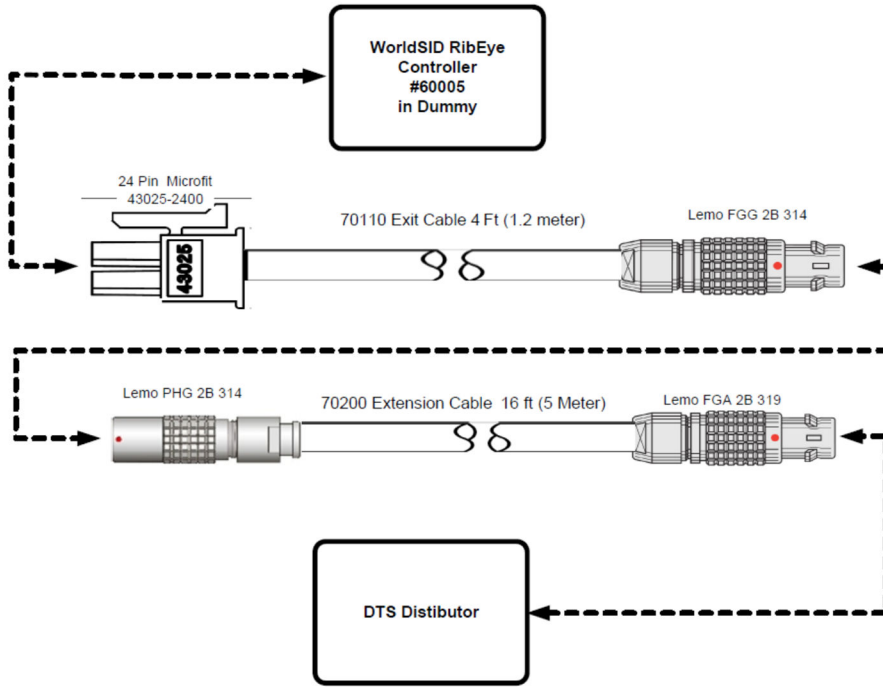 WorldSID RibEye
Controller
#60005
in Dummy
24 Pin  Microfit
43025-2400
43025
70110 Exit Cable 4 Ft (1.2 meter)
Lemo FGG 2B 314
Lemo PHG 2B 314
70200 Extension Cable  16 ft (5 Meter)
Lemo FGA 2B 319
DTS Distibutor